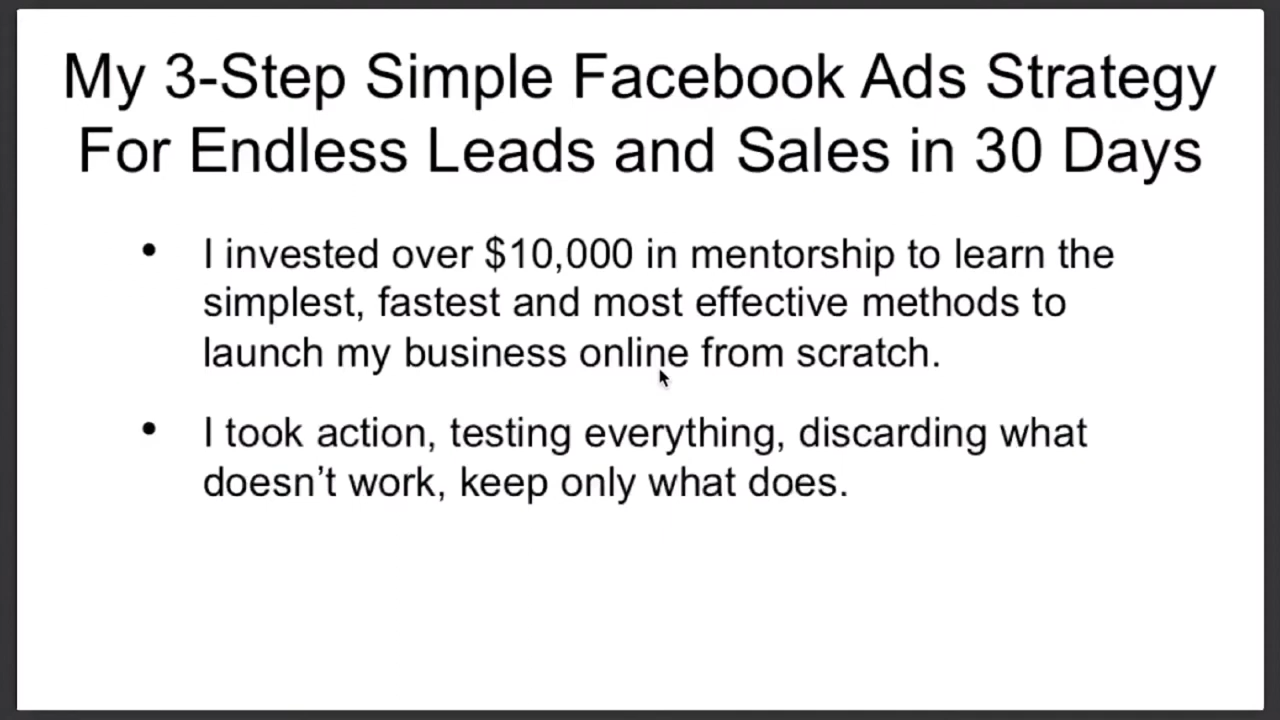 My 3-Step Simple Facebook Ads Strategy
For Endless Leads and Sales in 30 Days
• I invested over $10,000 in mentorship to learn the
simplest, fastest and most effective methods to
launch my business online from scratch.
• I took action, testing everything, discarding what
doesn’t work, keep only what does.